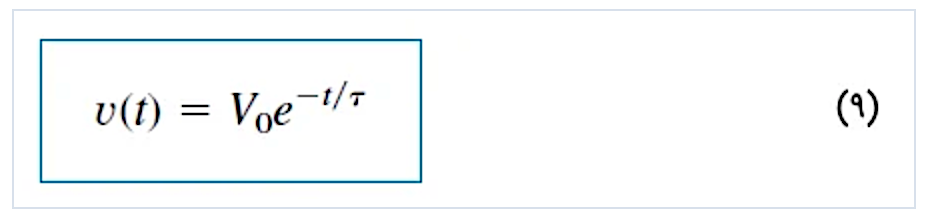 v(t) = V₀e^{−t/τ} (۹)